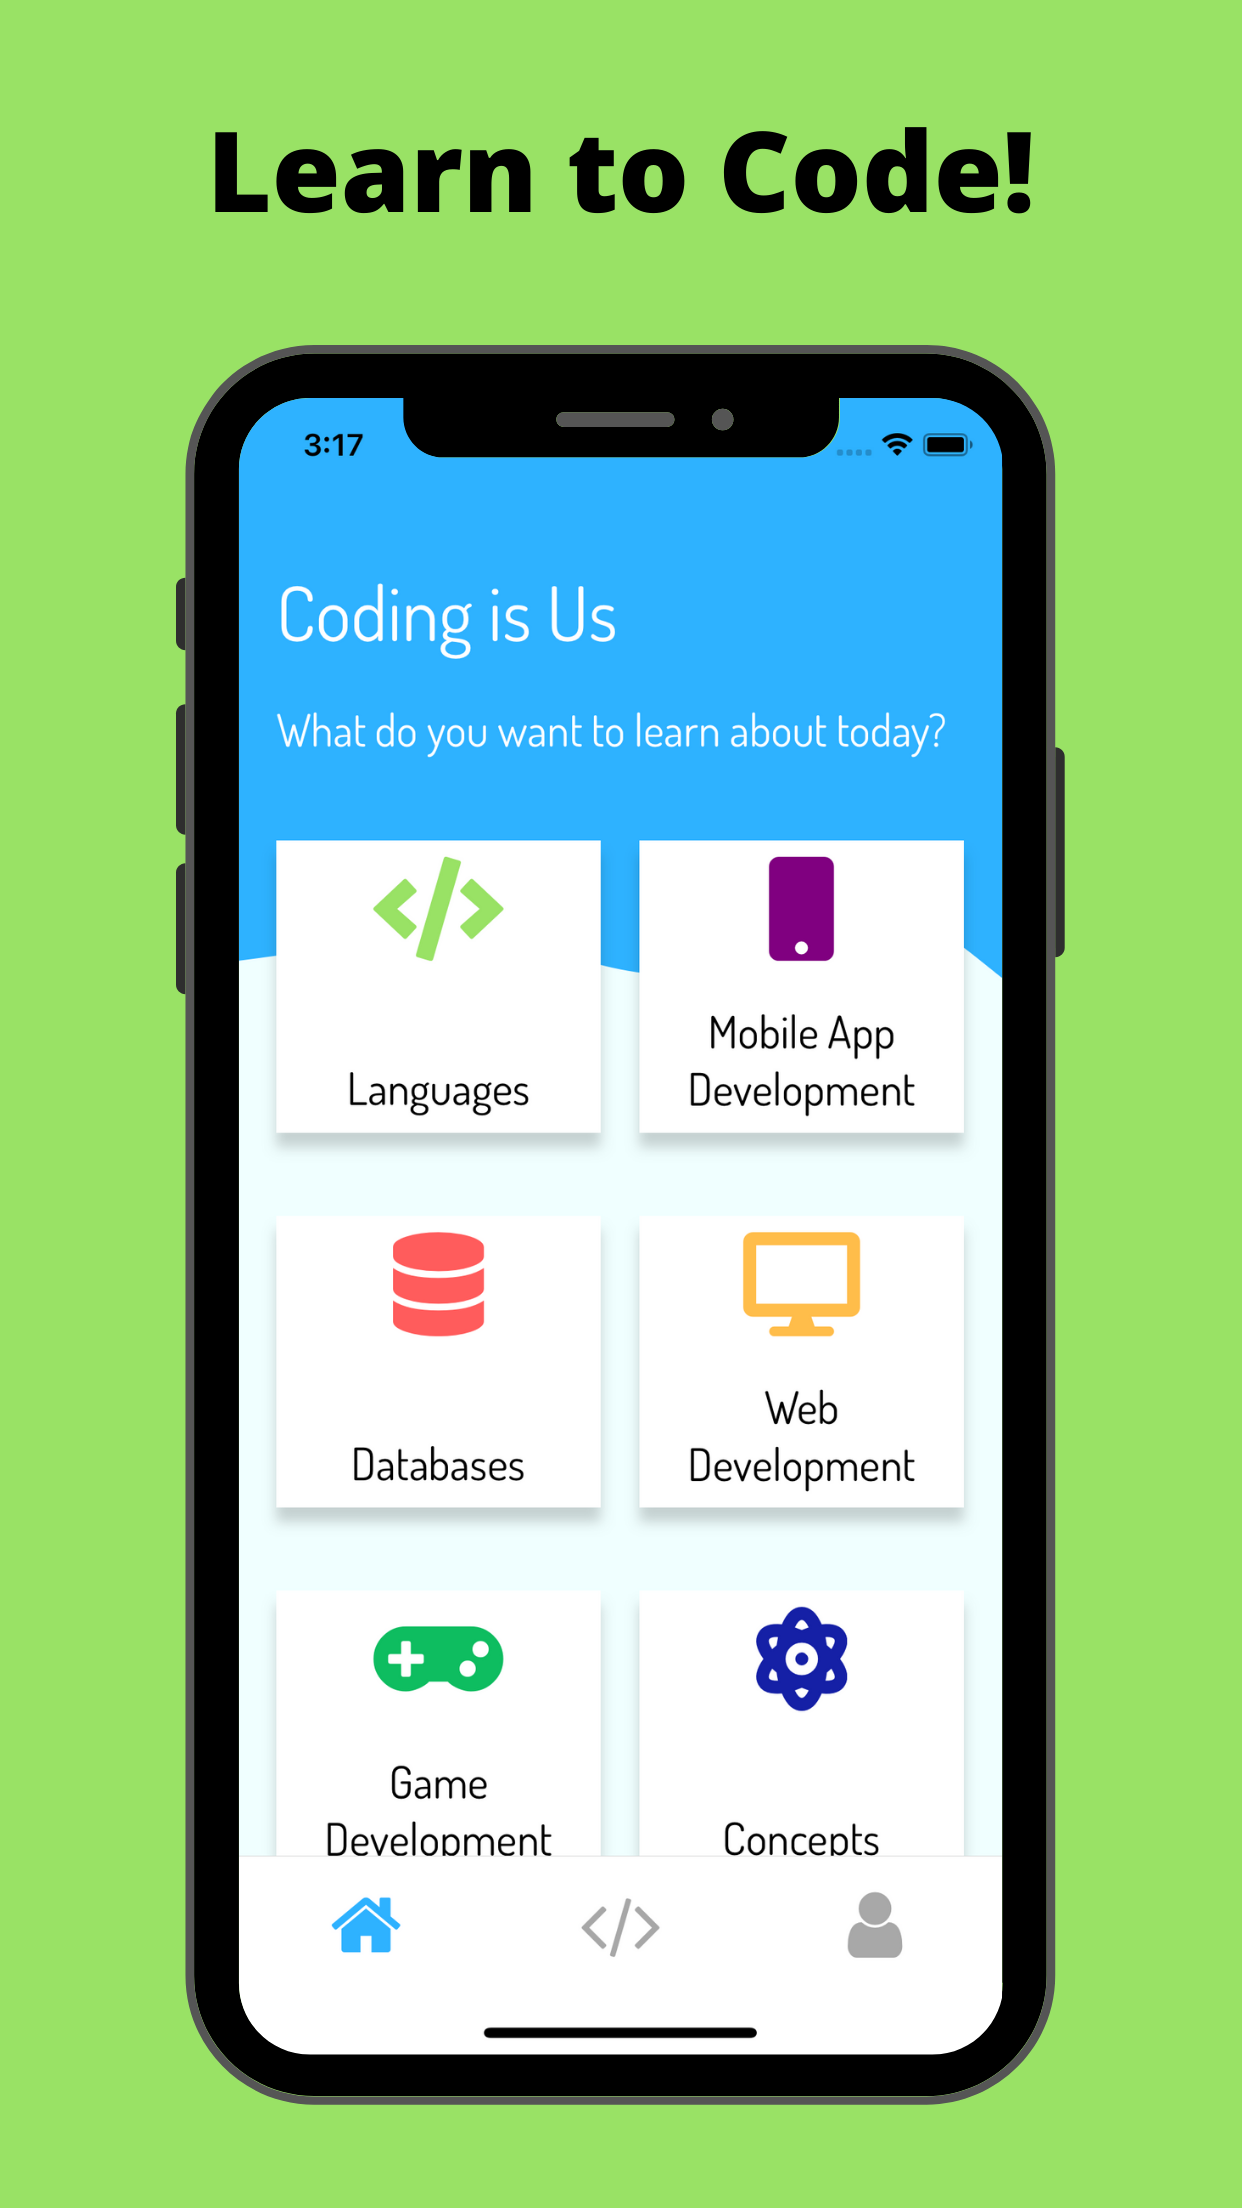 Learn to Code!
3:17
Coding is Us
What do you want to learn about today?
Languages
Mobile App
Development
Databases
Web
Development
Game
Development
Concepts